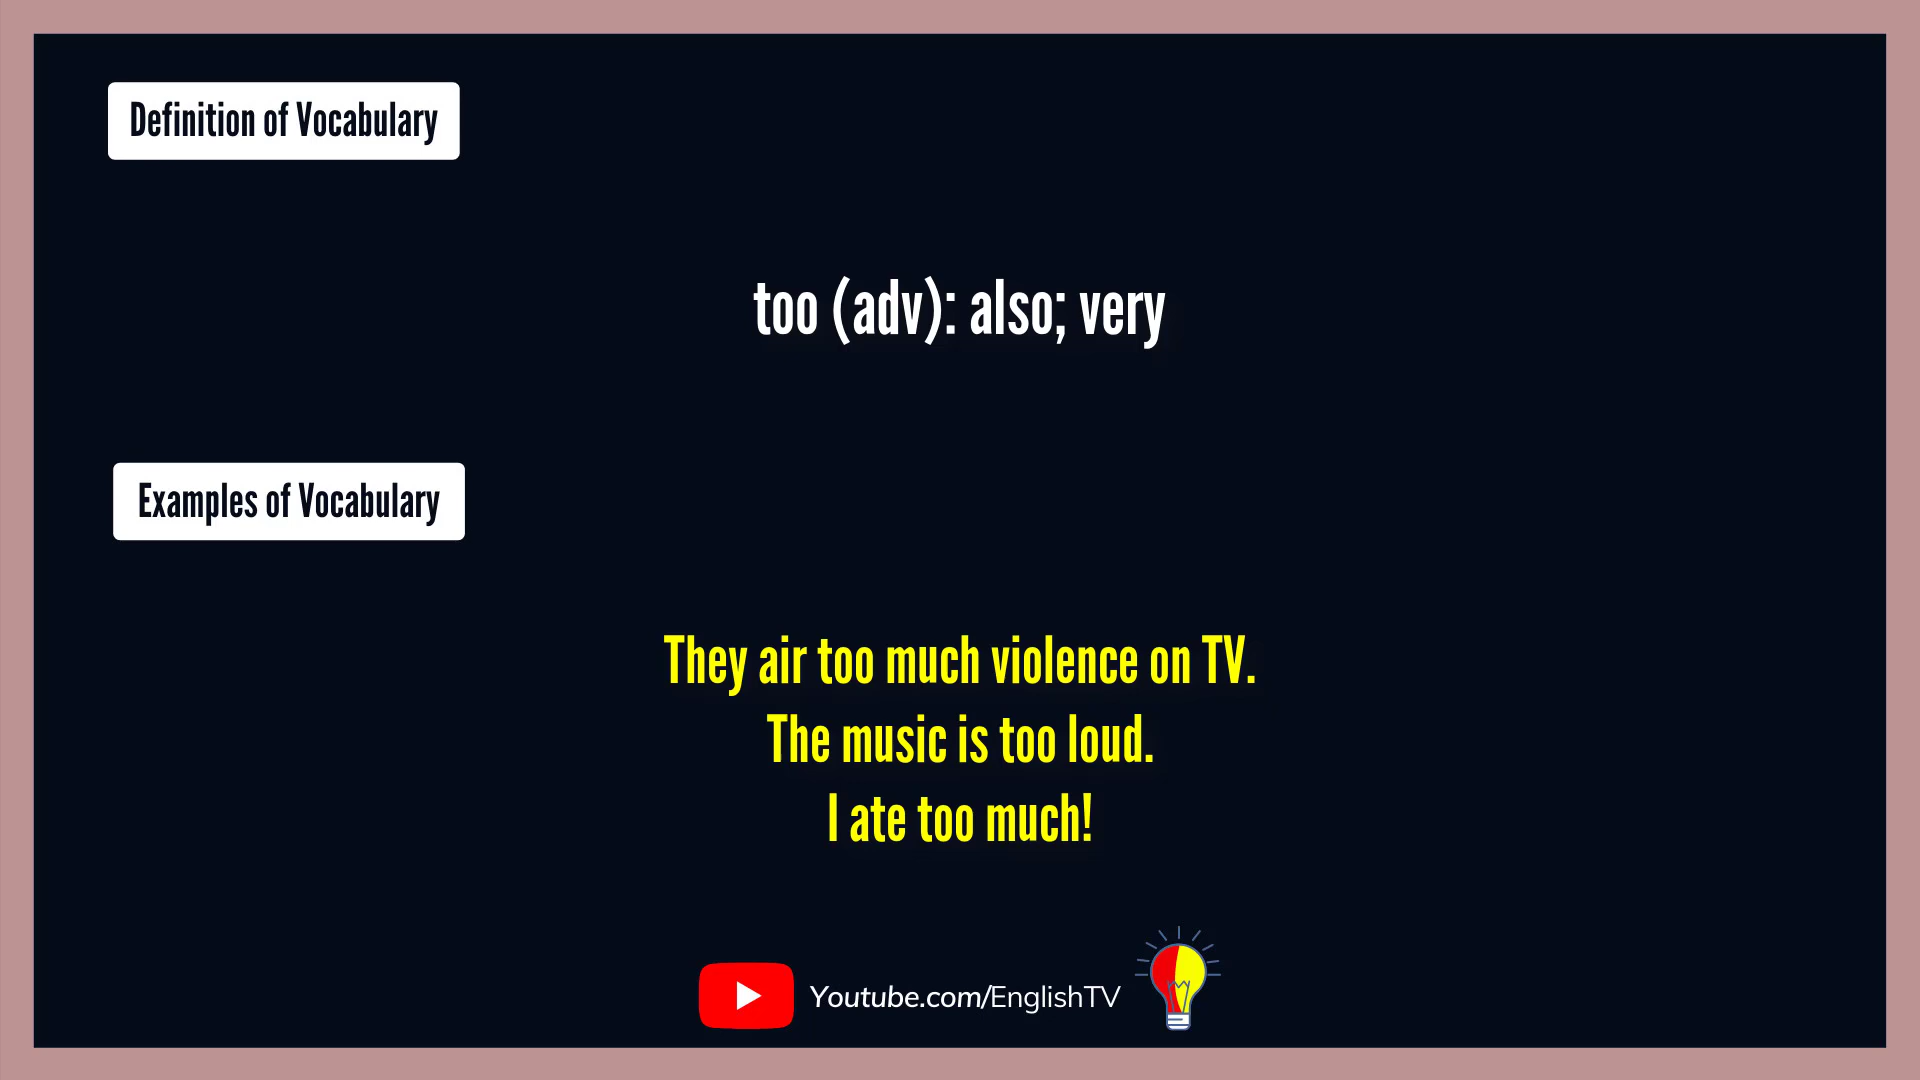 Definition of Vocabulary
too (adv): also; very
Examples of Vocabulary
They air too much violence on TV.
The music is too loud.
I ate too much!
Youtube.com/EnglishTV